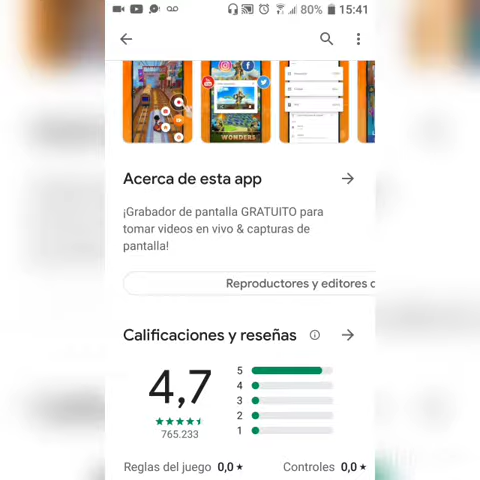 80% 15:41
WONDERS
Acerca de esta app
¡Grabador de pantalla GRATUITO para
tomar videos en vivo & capturas de
pantalla!
Reproductores y editores
Calificaciones y reseñas
4,7
765.233
5
4
3
2
1
Reglas del juego 0,0 ★ Controles 0,0 ★